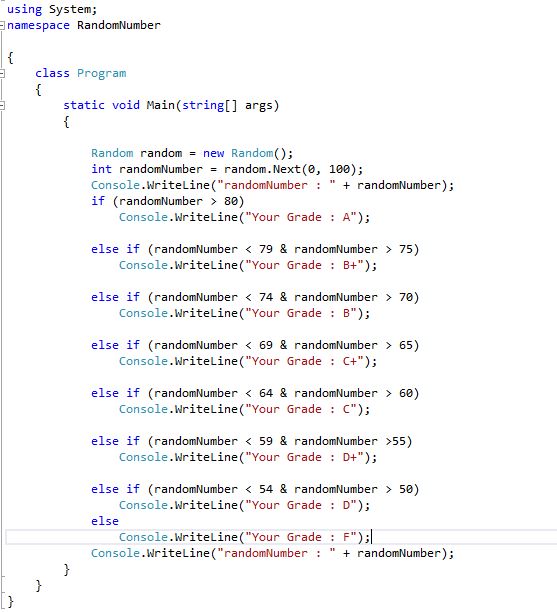 using System;
namespace RandomNumber
{
class Program
{
static void Main(string[] args)
{
Random random = new Random();
int randomNumber = random.Next(0, 100);
Console.WriteLine("randomNumber : " + randomNumber);
if (randomNumber > 80)
Console.WriteLine("Your Grade : A");
else if (randomNumber < 79 & randomNumber > 75)
Console.WriteLine("Your Grade : B+");
else if (randomNumber < 74 & randomNumber > 70)
Console.WriteLine("Your Grade : B");
else if (randomNumber < 69 & randomNumber > 65)
Console.WriteLine("Your Grade : C+");
else if (randomNumber < 64 & randomNumber > 60)
Console.WriteLine("Your Grade : C");
else if (randomNumber < 59 & randomNumber >55)
Console.WriteLine("Your Grade : D+");
else if (randomNumber < 54 & randomNumber > 50)
Console.WriteLine("Your Grade : D");
else
Console.WriteLine("Your Grade : F");
Console.WriteLine("randomNumber : " + randomNumber);
}
}
}